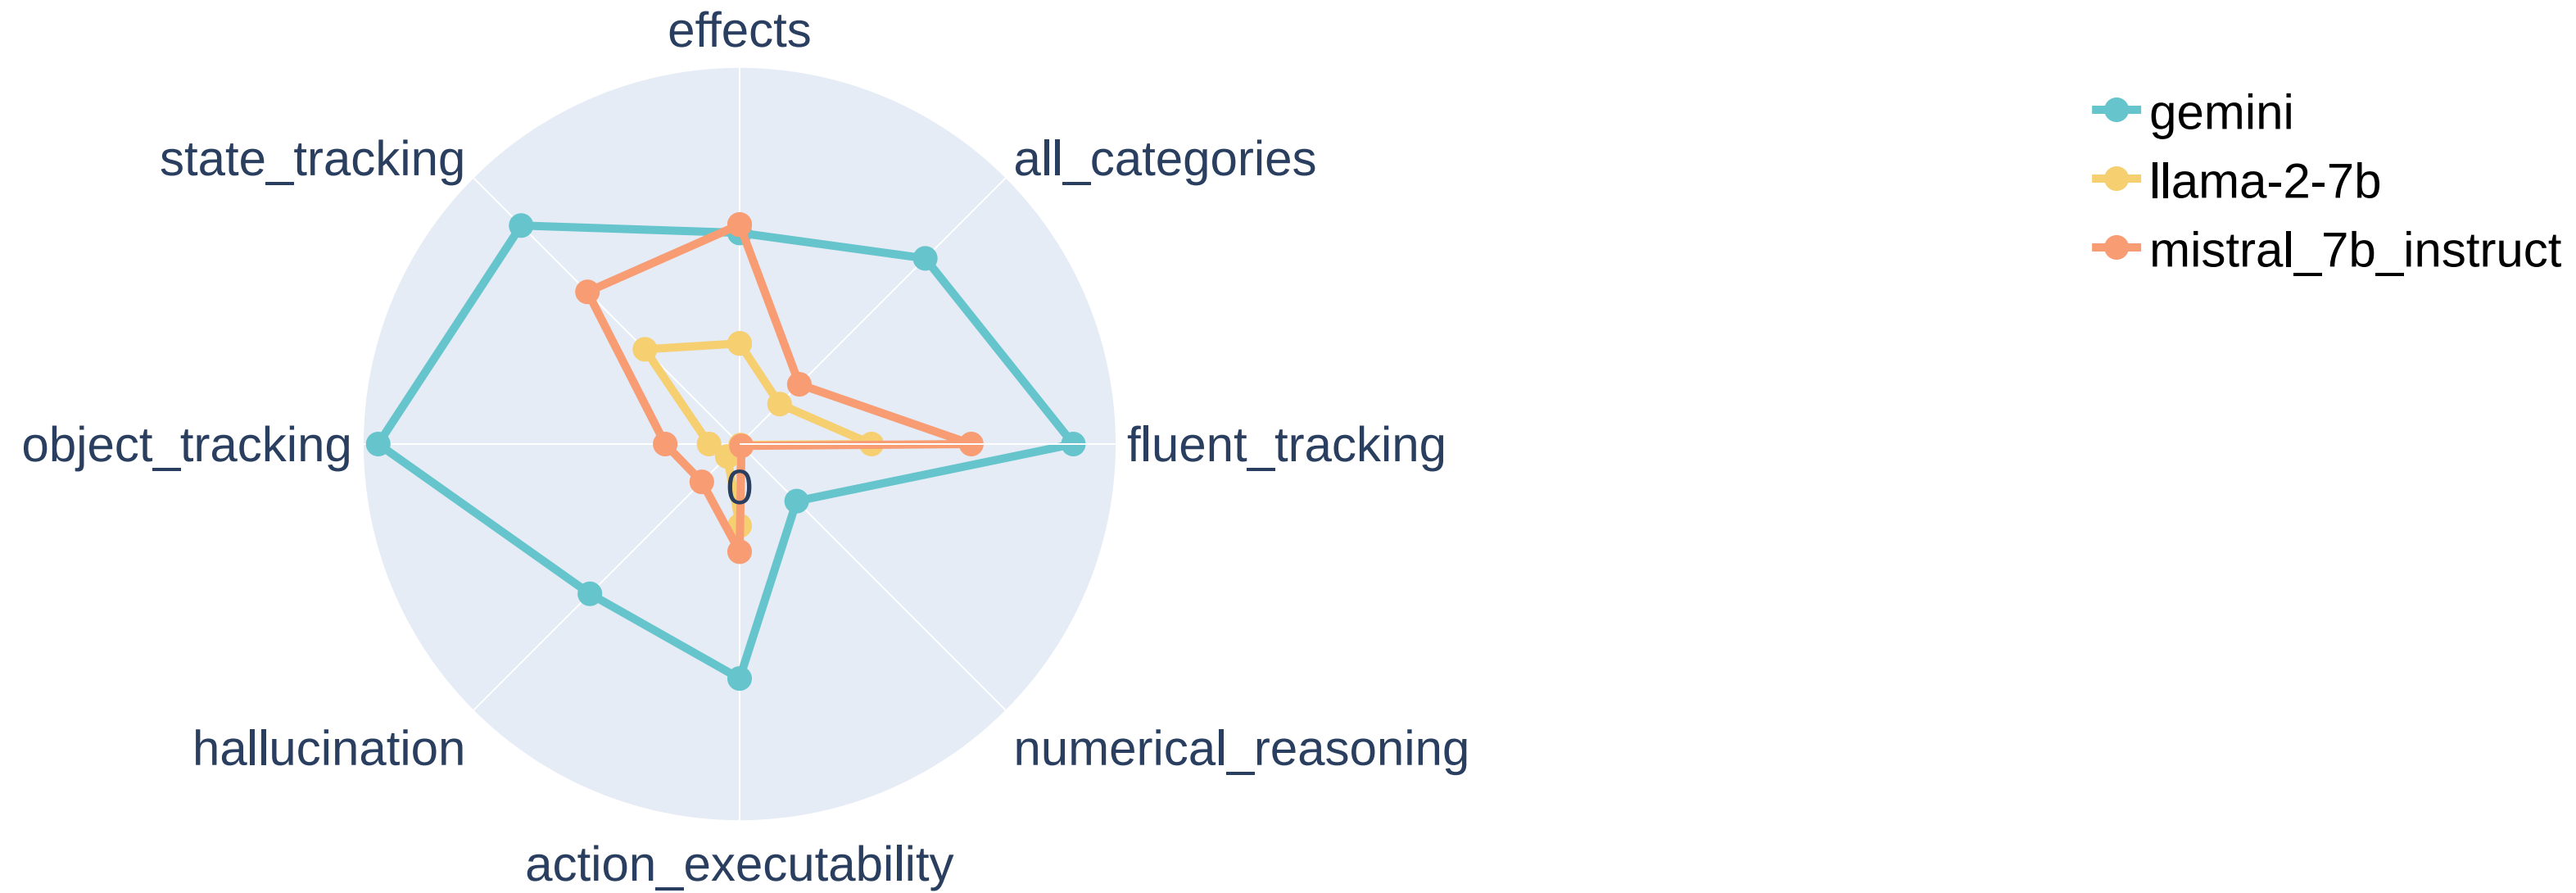 effects
state_tracking
all_categories
object_tracking
fluent_tracking
0
hallucination
numerical_reasoning
action_executability
gemini
llama-2-7b
mistral_7b_instruct